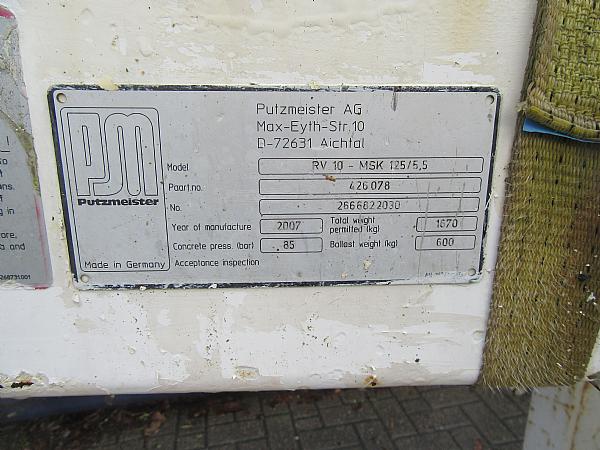 Putzmeister AG
Max-Eyth-Str.10
D-72631 Aichtal
PM
Putzmeister
Model RV 10 - MSK 125/5,5
Paart.no. 426078
No. 2666822030
Year of manufacture 2007 Total weight permitted (kg) 1670
Concrete press. (bar) 85 Ballast weight (kg) 600
Made in Germany Acceptance inspection
268731001